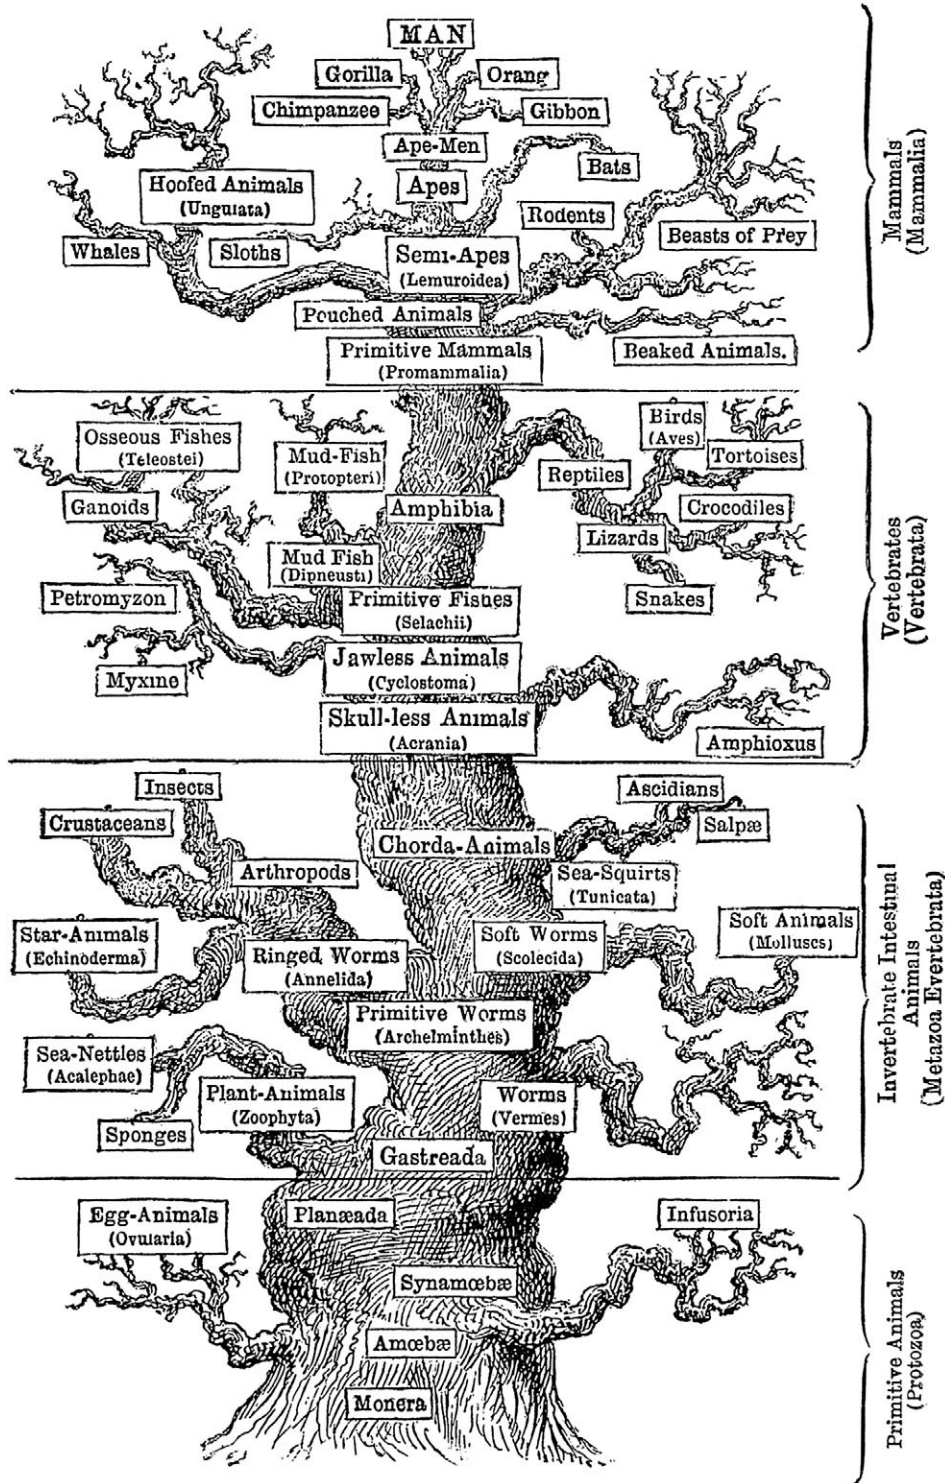 MAN
Gorilla
Orang
Chimpanzee
Gibbon
Ape-Men
Bats
Hoofed Animals
(Ungulata)
Apes
Rodents
Beasts of Prey
Whales
Sloths
Semi-Apes
(Lemuroidea)
Pouched Animals
Primitive Mammals
(Promammalia)
Beaked Animals.
Mammals
(Mammalia)
Osseous Fishes
(Teleostei)
Mud-Fish
(Protopteri)
Birds
(Aves)
Tortoises
Reptiles
Ganoids
Amphibia
Crocodiles
Lizards
Mud Fish
(Dipneusti)
Petromyzon
Primitive Fishes
(Selachii)
Snakes
Jawless Animals
(Cyclostoma)
Myxine
Skull-less Animals
(Acrania)
Amphioxus
Vertebrates
(Vertebrata)
Insects
Ascidians
Crustaceans
Salpæ
Chorda-Animals
Arthropods
Sea-Squirts
(Tunicata)
Star-Animals
(Echinoderma)
Ringed Worms
(Annelida)
Soft Worms
(Scolecida)
Soft Animals
(Molluscs)
Primitive Worms
(Archelminthes)
Sea-Nettles
(Acalephae)
Plant-Animals
(Zoophyta)
Worms
(Vermes)
Sponges
Gastreada
Invertebrate Intestinal
Animals
(Metazoa Evertebrata)
Egg-Animals
(Ovularia)
Planæada
Infusoria
Synamœbæ
Amœbæ
Monera
Primitive Animals
(Protozoa)